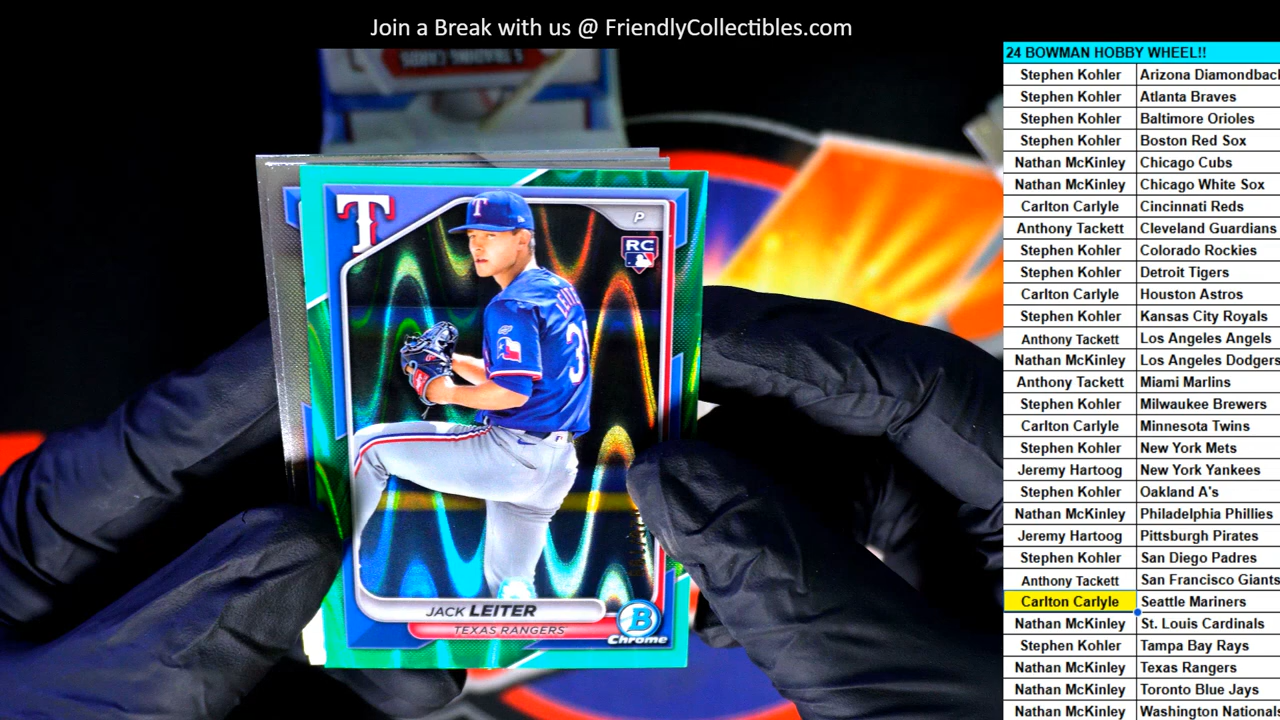 Join a Break with us @ FriendlyCollectibles.com
24 BOWMAN HOBBY WHEEL!!
Stephen Kohler Arizona Diamondbac
Stephen Kohler Atlanta Braves
Stephen Kohler Baltimore Orioles
Stephen Kohler Boston Red Sox
Nathan McKinley Chicago Cubs
Nathan McKinley Chicago White Sox
Carlton Carlyle Cincinnati Reds
Anthony Tackett Cleveland Guardians
Stephen Kohler Colorado Rockies
Stephen Kohler Detroit Tigers
Carlton Carlyle Houston Astros
Stephen Kohler Kansas City Royals
Anthony Tackett Los Angeles Angels
Nathan McKinley Los Angeles Dodgers
Anthony Tackett Miami Marlins
Stephen Kohler Milwaukee Brewers
Carlton Carlyle Minnesota Twins
Stephen Kohler New York Mets
Jeremy Hartoog New York Yankees
Stephen Kohler Oakland A's
Nathan McKinley Philadelphia Phillies
Jeremy Hartoog Pittsburgh Pirates
Stephen Kohler San Diego Padres
Anthony Tackett San Francisco Giants
Carlton Carlyle Seattle Mariners
Nathan McKinley St. Louis Cardinals
Stephen Kohler Tampa Bay Rays
Nathan McKinley Texas Rangers
Nathan McKinley Toronto Blue Jays
Nathan McKinley Washington Nationals
TRADING CARDS
T
P
RC
T
JACK LEITER
TEXAS RANGERS
B
Chrome